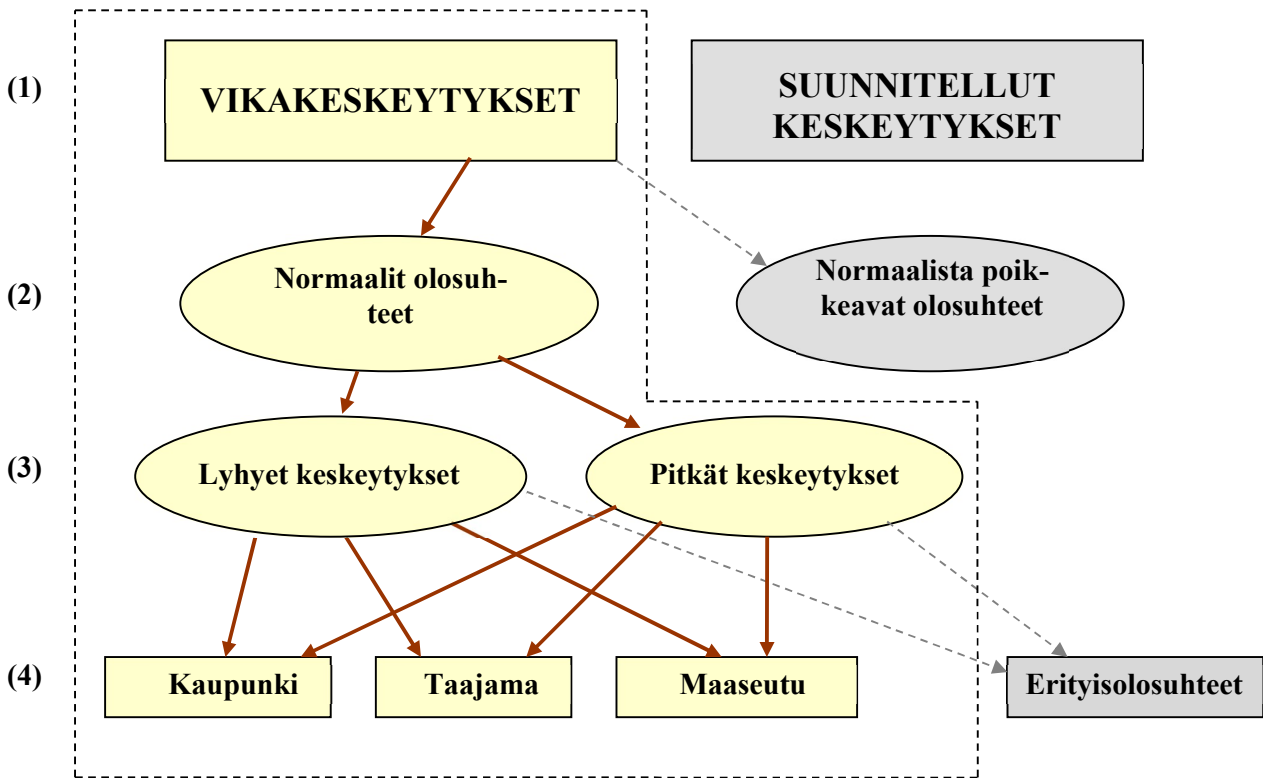 (1)
VIKAKESKEYTYKSET
SUUNNITELLUT
KESKEYTYKSET
(2)
Normaalit olosuh-
teet
Normaalista poik-
keavat olosuhteet
(3)
Lyhyet keskeytykset
Pitkät keskeytykset
(4)
Kaupunki
Taajama
Maaseutu
Erityisolosuhteet